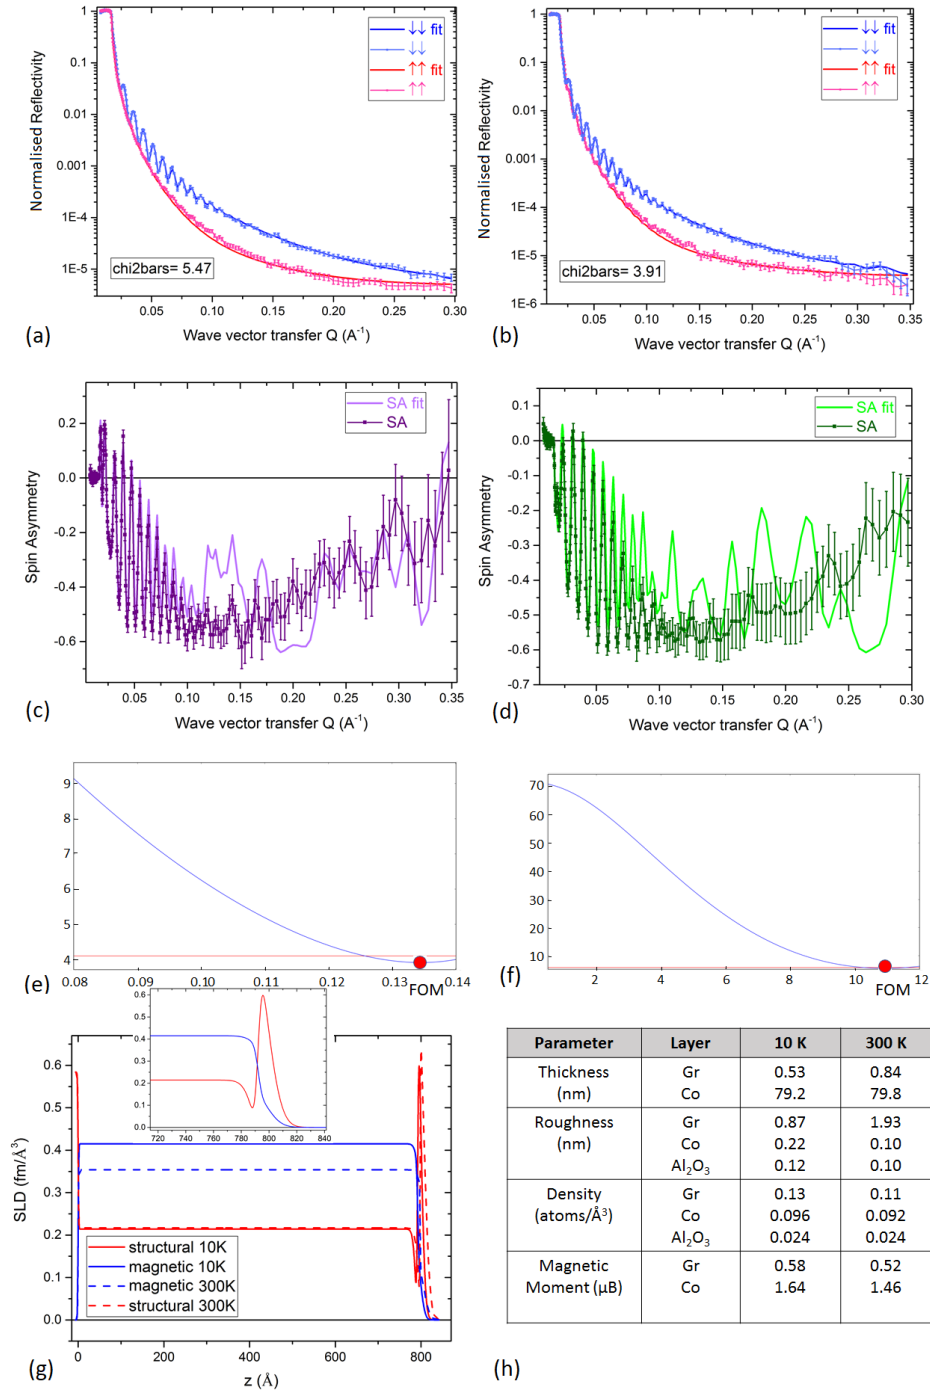 1
0.1
0.01
0.001
1E-4
1E-5
Normalised Reflectivity
↓↓ fit
↓↓
↑↑ fit
↑↑
chi2bars= 5.47
0.05 0.10 0.15 0.20 0.25 0.30
Wave vector transfer Q (A⁻¹)
(a)
1
0.1
0.01
0.001
1E-4
1E-5
1E-6
Normalised Reflectivity
↓↓ fit
↓↓
↑↑ fit
↑↑
chi2bars= 3.91
0.05 0.10 0.15 0.20 0.25 0.30 0.35
Wave vector transfer Q (A⁻¹)
(b)
0.2
0.0
-0.2
-0.4
-0.6
Spin Asymmetry
SA fit
SA
0.05 0.10 0.15 0.20 0.25 0.30 0.35
Wave vector transfer Q (A⁻¹)
(c)
0.1
0.0
-0.1
-0.2
-0.3
-0.4
-0.5
-0.6
-0.7
Spin Asymmetry
SA fit
SA
0.05 0.10 0.15 0.20 0.25 0.30
Wave vector transfer Q (A⁻¹)
(d)
9
8
7
6
5
4
0.08 0.09 0.10 0.11 0.12 0.13 0.14
FOM
(e)
70
60
50
40
30
20
10
2 4 6 8 10 12
FOM
(f)
0.6
0.5
0.4
0.3
0.2
0.1
0.0
720 740 760 780 800 820 840
0.6
0.5
0.4
0.3
0.2
0.1
0.0
SLD (fm/Å³)
structural 10K
magnetic 10K
magnetic 300K
structural 300K
0 200 400 600 800
z (Å)
(g)
Parameter Layer 10 K 300 K
Thickness (nm) Gr 0.53 0.84
Co 79.2 79.8
Roughness (nm) Gr 0.87 1.93
Co 0.22 0.10
Al₂O₃ 0.12 0.10
Density (atoms/Å³) Gr 0.13 0.11
Co 0.096 0.092
Al₂O₃ 0.024 0.024
Magnetic Moment (μB) Gr 0.58 0.52
Co 1.64 1.46
(h)